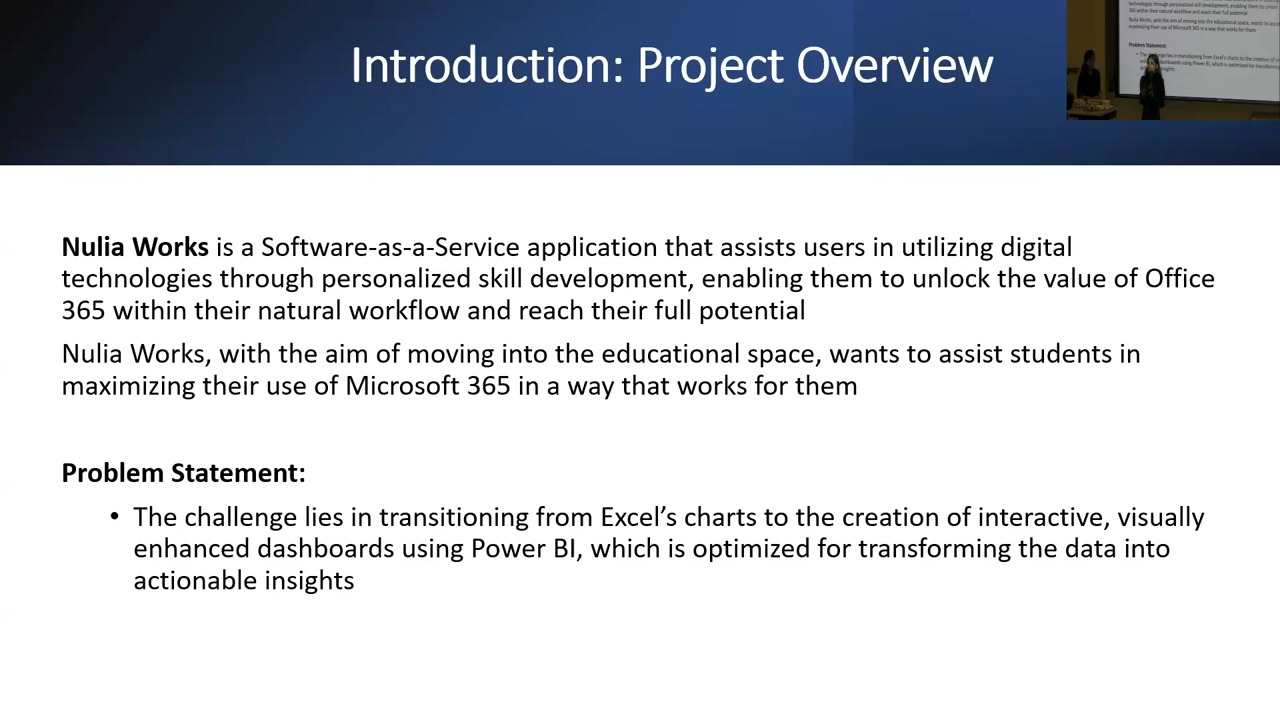 Introduction: Project Overview
Nulia Works is a Software-as-a-Service application that assists users in utilizing digital
technologies through personalized skill development, enabling them to unlock the value of Office
365 within their natural workflow and reach their full potential
Nulia Works, with the aim of moving into the educational space, wants to assist students in
maximizing their use of Microsoft 365 in a way that works for them
Problem Statement:
• The challenge lies in transitioning from Excel’s charts to the creation of interactive, visually
enhanced dashboards using Power BI, which is optimized for transforming the data into
actionable insights